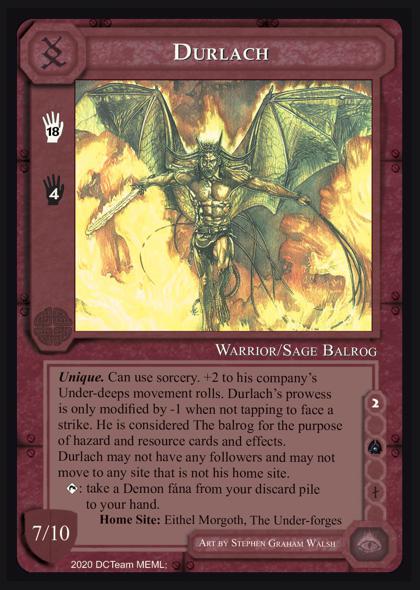 DURLACH
18
4
WARRIOR/SAGE BALROG
Unique. Can use sorcery. +2 to his company's
Under-deeps movement rolls. Durlach's prowess
is only modified by -1 when not tapping to face a
strike. He is considered The balrog for the purpose
of hazard and resource cards and effects.
Durlach may not have any followers and may not
move to any site that is not his home site.
: take a Demon fána from your discard pile
to your hand.
Home Site: Eithel Morgoth, The Under-forges
2
7/10
ART BY STEPHEN GRAHAM WALSH
2020 DCTeam MEML;